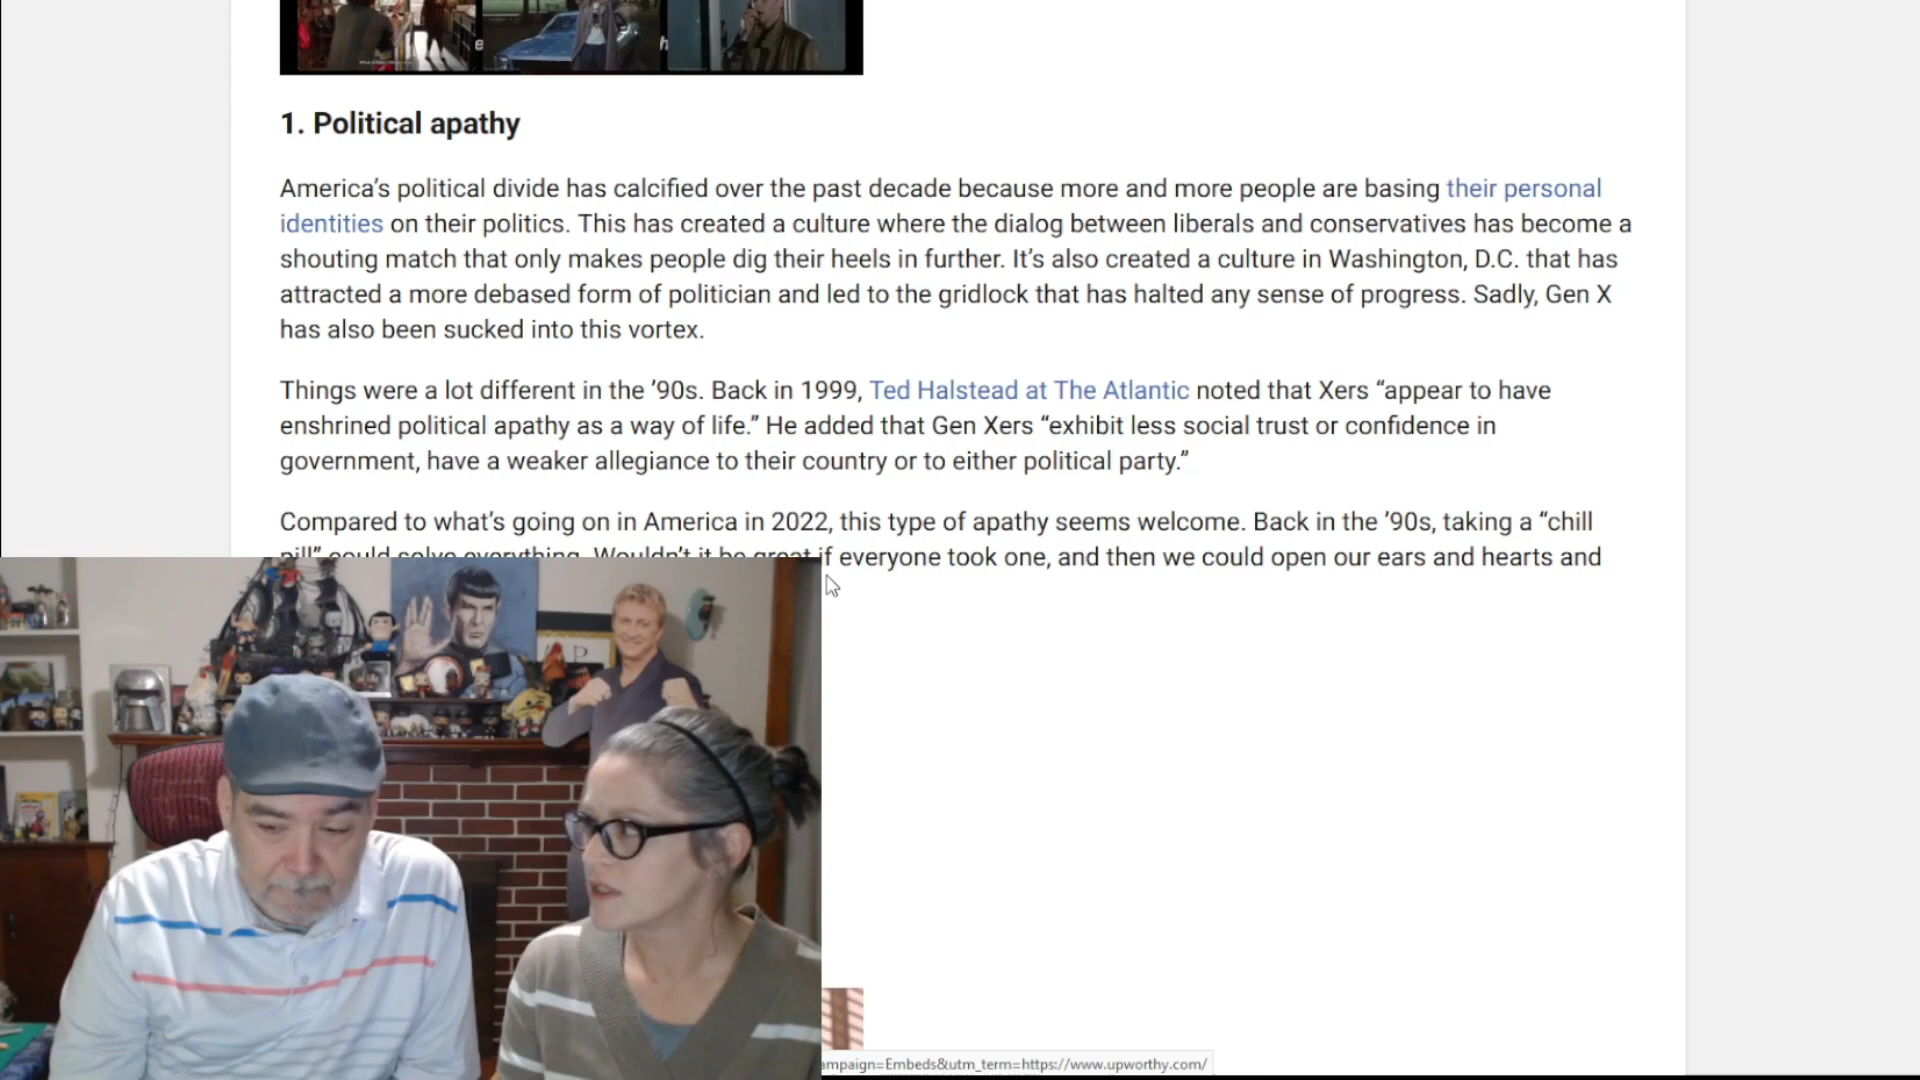 1. Political apathy
America’s political divide has calcified over the past decade because more and more people are basing their personal
identities on their politics. This has created a culture where the dialog between liberals and conservatives has become a
shouting match that only makes people dig their heels in further. It’s also created a culture in Washington, D.C. that has
attracted a more debased form of politician and led to the gridlock that has halted any sense of progress. Sadly, Gen X
has also been sucked into this vortex.
Things were a lot different in the ’90s. Back in 1999, Ted Halstead at The Atlantic noted that Xers “appear to have
enshrined political apathy as a way of life.” He added that Gen Xers “exhibit less social trust or confidence in
government, have a weaker allegiance to their country or to either political party.”
Compared to what’s going on in America in 2022, this type of apathy seems welcome. Back in the ’90s, taking a “chill
pill” could solve everything. Wouldn’t it be great if everyone took one, and then we could open our ears and hearts and
ampaign=Embeds&utm_term=https://www.upworthy.com/